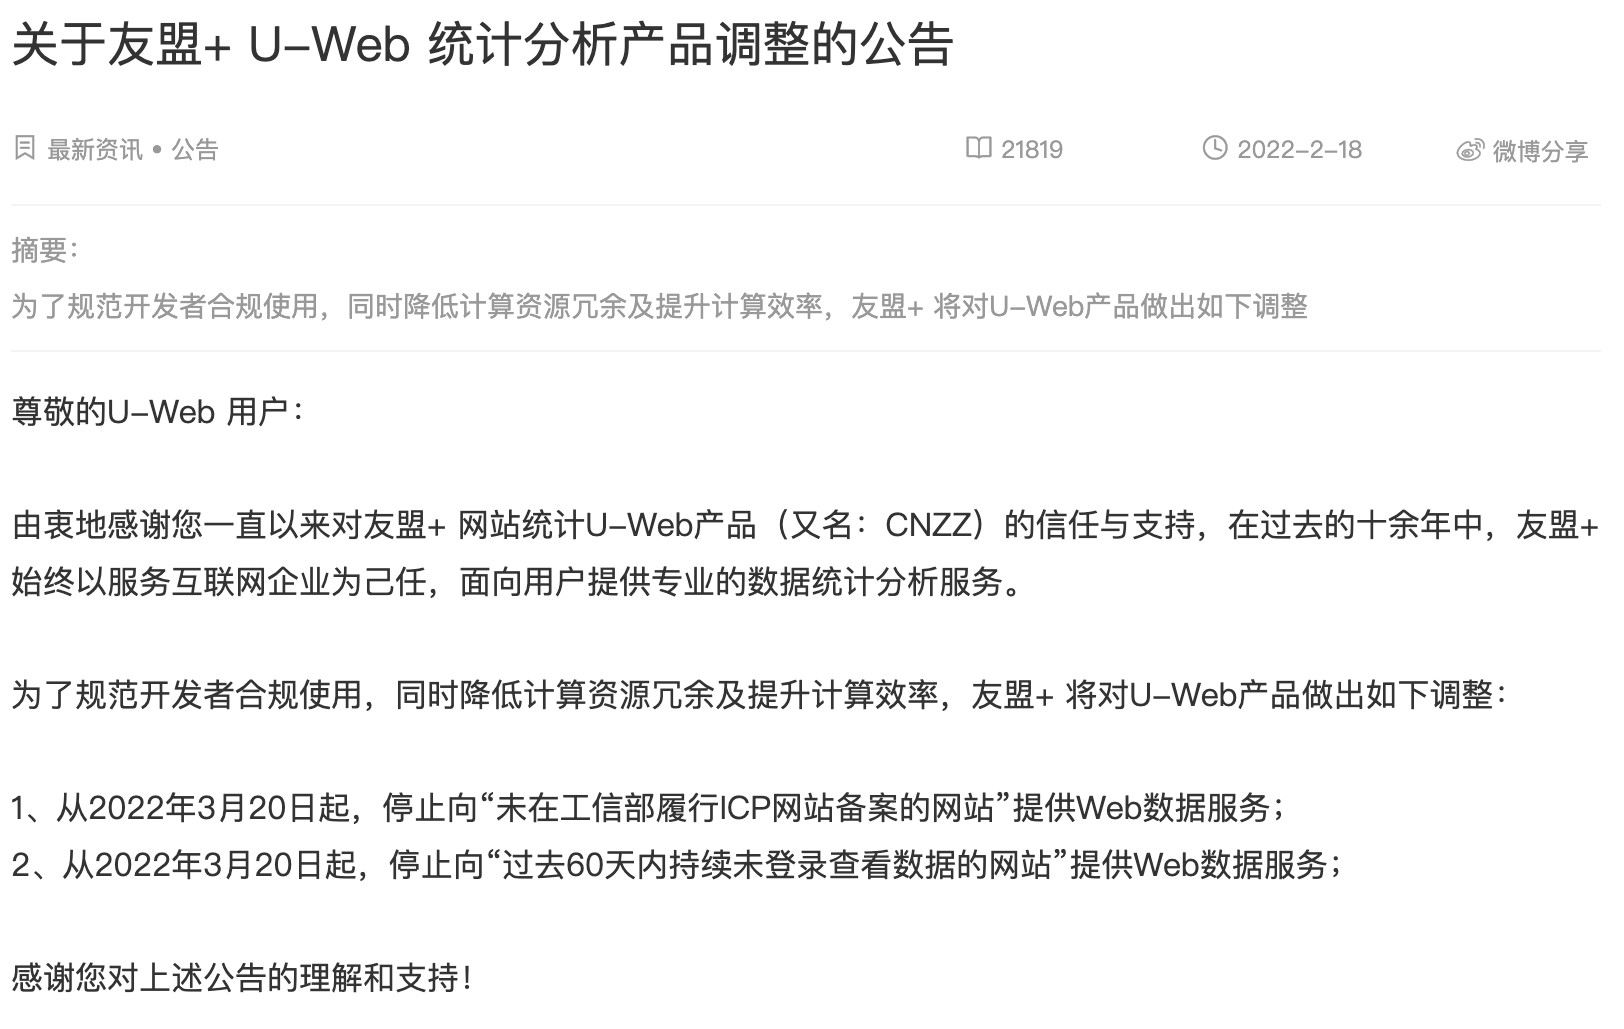 关于友盟+ U-Web 统计分析产品调整的公告
最新资讯 • 公告 21819 2022-2-18 微博分享
摘要：
为了规范开发者合规使用，同时降低计算资源冗余及提升计算效率，友盟+ 将对U-Web产品做出如下调整
尊敬的U-Web 用户：
由衷地感谢您一直以来对友盟+ 网站统计U-Web产品（又名：CNZZ）的信任与支持，在过去的十余年中，友盟+
始终以服务互联网企业为己任，面向用户提供专业的数据统计分析服务。
为了规范开发者合规使用，同时降低计算资源冗余及提升计算效率，友盟+ 将对U-Web产品做出如下调整：
1、从2022年3月20日起，停止向“未在工信部履行ICP网站备案的网站”提供Web数据服务；
2、从2022年3月20日起，停止向“过去60天内持续未登录查看数据的网站”提供Web数据服务；
感谢您对上述公告的理解和支持！